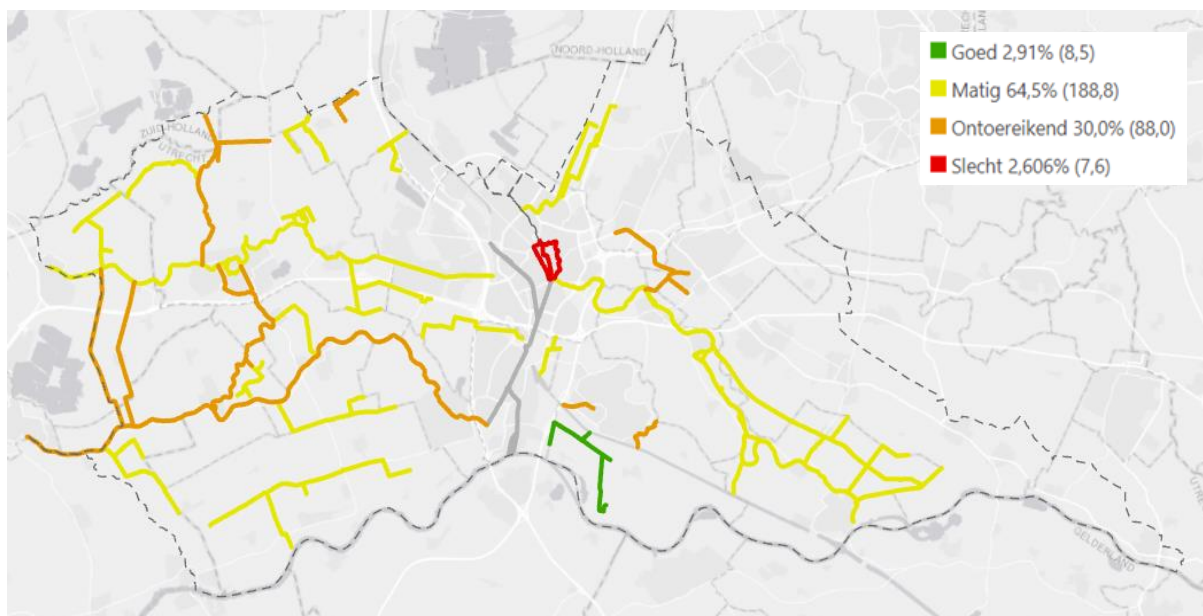 NOORD-HOLLAND
ZUID-HOLLAND
UTRECHT
GELDERLAND
Goed 2,91% (8,5)
Matig 64,5% (188,8)
Ontoereikend 30,0% (88,0)
Slecht 2,606% (7,6)